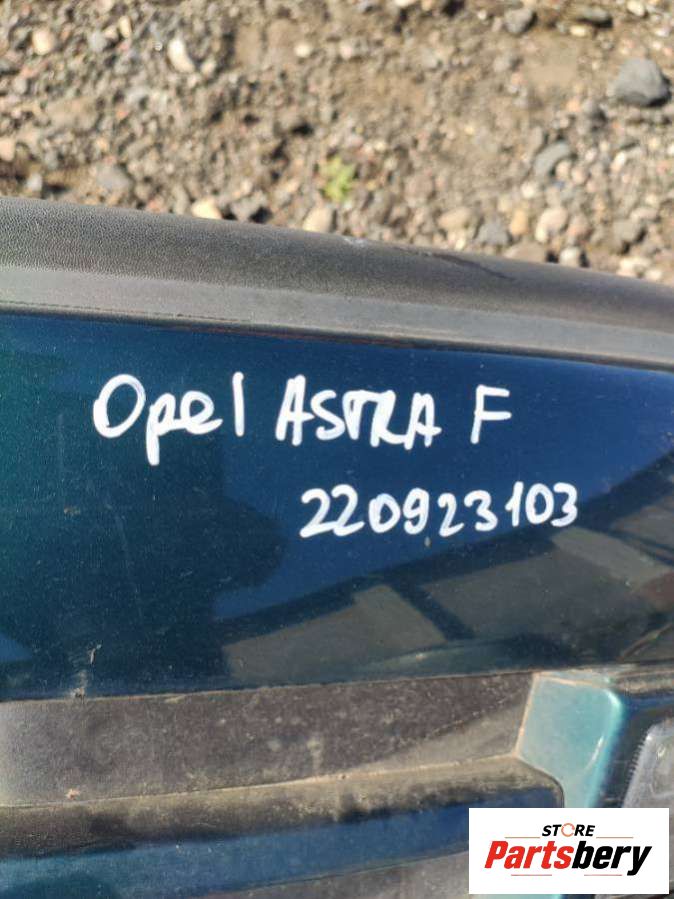 Opel ASTRA F
220923103
STORE
Partsbery